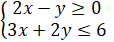 2x − y ≥ 0
3x + 2y ≤ 6